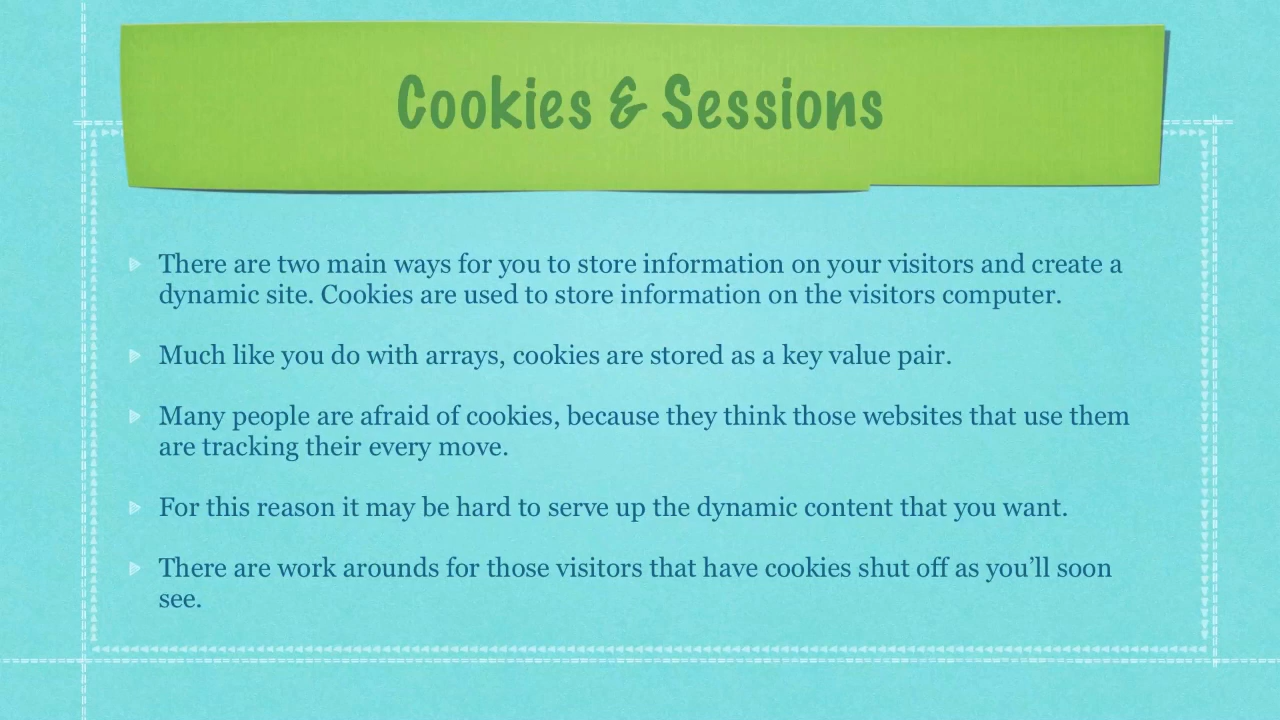 Cookies & Sessions
There are two main ways for you to store information on your visitors and create a
dynamic site. Cookies are used to store information on the visitors computer.
Much like you do with arrays, cookies are stored as a key value pair.
Many people are afraid of cookies, because they think those websites that use them
are tracking their every move.
For this reason it may be hard to serve up the dynamic content that you want.
There are work arounds for those visitors that have cookies shut off as you’ll soon
see.